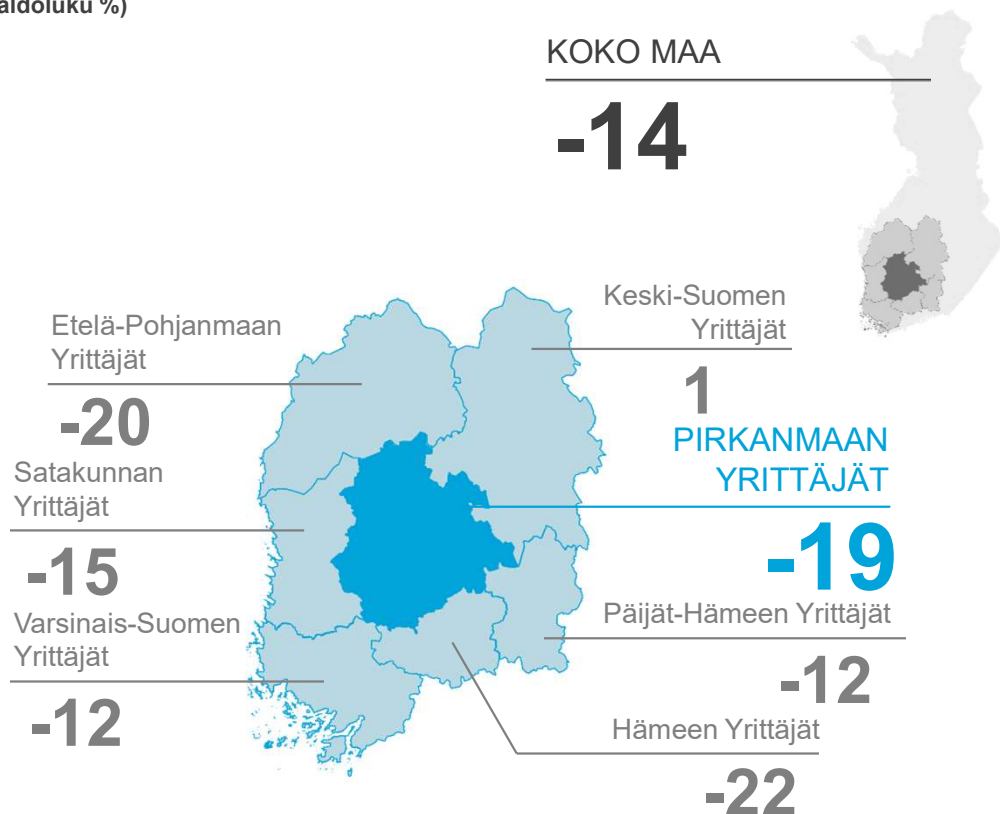 aldoluku %)
KOKO MAA
-14
Keski-Suomen
Yrittäjät
1
Etelä-Pohjanmaan
Yrittäjät
-20
PIRKANMAAN
YRITTÄJÄT
-19
Satakunnan
Yrittäjät
-15
Päijät-Hämeen Yrittäjät
-12
Varsinais-Suomen
Yrittäjät
-12
Hämeen Yrittäjät
-22